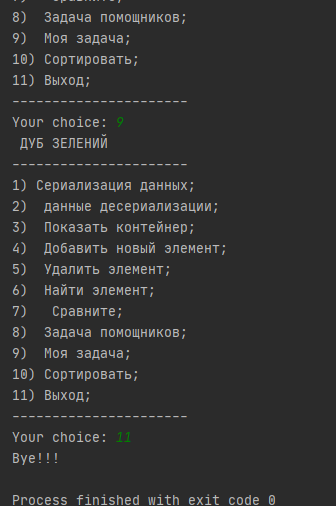 8)  Задача помощников;
9)  Моя задача;
10) Сортировать;
11) Выход;
----------------------
Your choice: 9
 ДУБ ЗЕЛЕНИЙ
----------------------
1) Сериализация данных;
2)  данные десериализации;
3)  Показать контейнер;
4)  Добавить новый элемент;
5)  Удалить элемент;
6)  Найти элемент;
7)   Сравните;
8)  Задача помощников;
9)  Моя задача;
10) Сортировать;
11) Выход;
----------------------
Your choice: 11
Bye!!!
Process finished with exit code 0